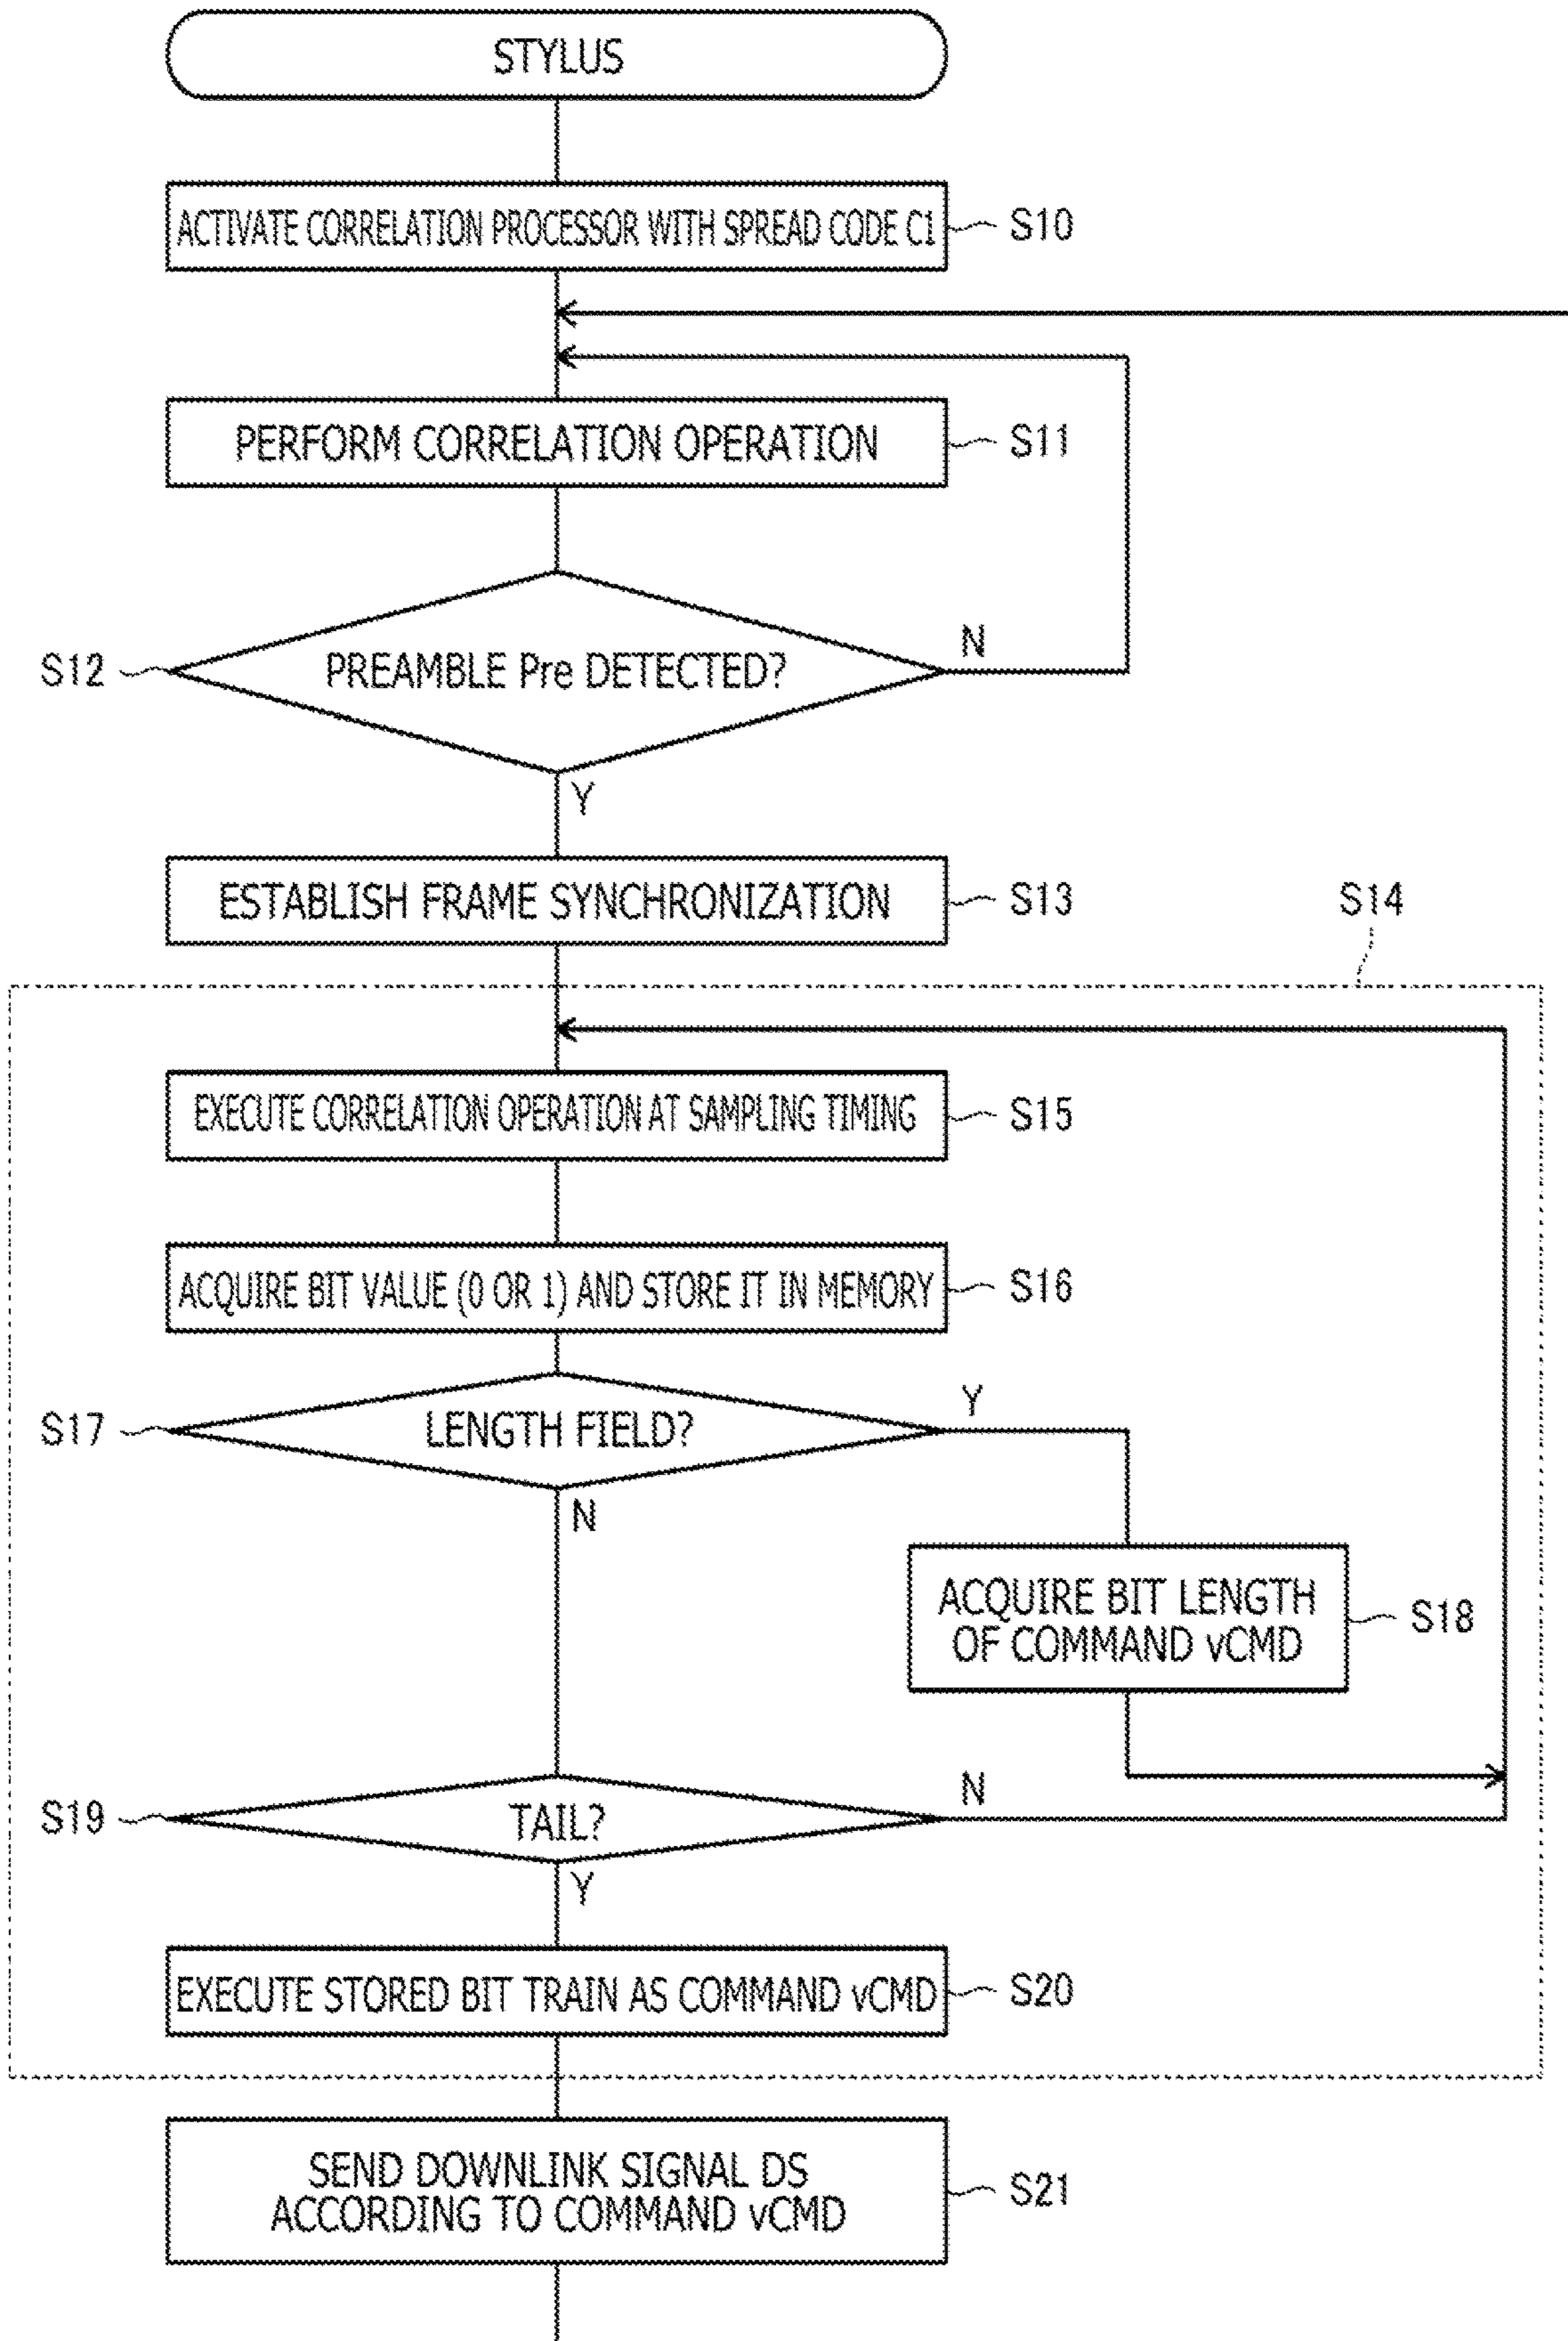 STYLUS
ACTIVATE CORRELATION PROCESSOR WITH SPREAD CODE C1
S10
PERFORM CORRELATION OPERATION
S11
S12
PREAMBLE Pre DETECTED?
N
Y
ESTABLISH FRAME SYNCHRONIZATION
S13
S14
EXECUTE CORRELATION OPERATION AT SAMPLING TIMING
S15
ACQUIRE BIT VALUE (0 OR 1) AND STORE IT IN MEMORY
S16
S17
LENGTH FIELD?
Y
N
ACQUIRE BIT LENGTH
OF COMMAND vCMD
S18
S19
TAIL?
N
Y
EXECUTE STORED BIT TRAIN AS COMMAND vCMD
S20
SEND DOWNLINK SIGNAL DS
ACCORDING TO COMMAND vCMD
S21